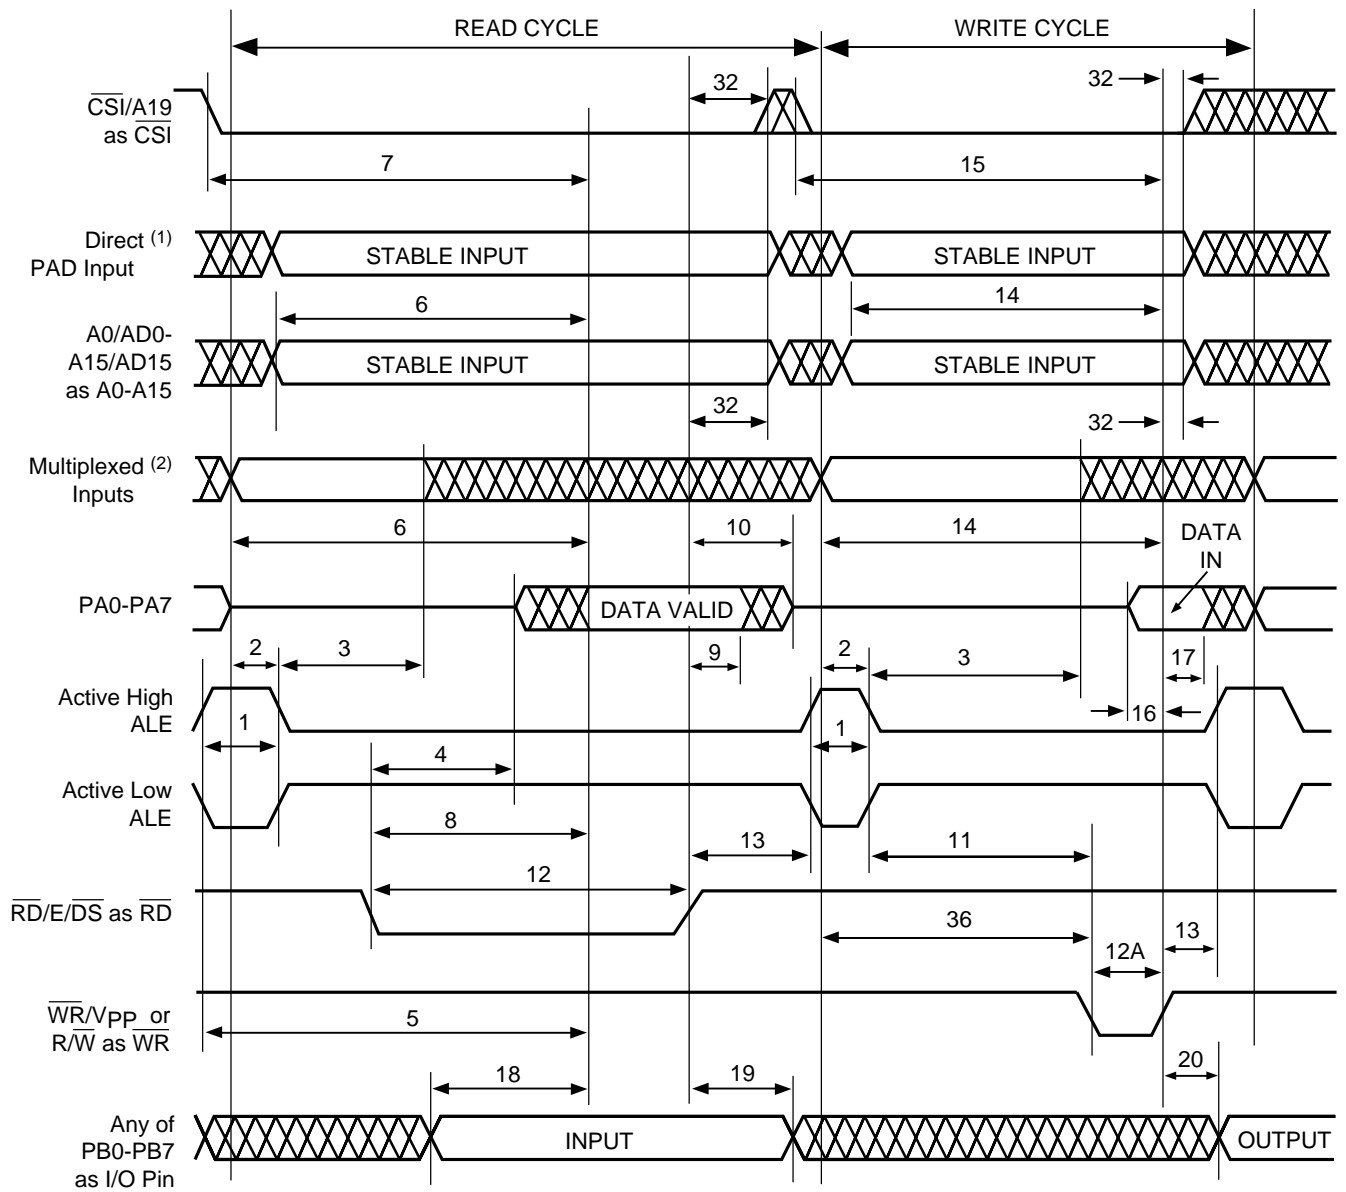 READ CYCLE
WRITE CYCLE
CSI/A19
as CSI
32
32
7
15
Direct (1)
PAD Input
STABLE INPUT
STABLE INPUT
6
14
A0/AD0-
A15/AD15
as A0-A15
STABLE INPUT
STABLE INPUT
32
32
Multiplexed (2)
Inputs
6
10
14
DATA
IN
PA0-PA7
DATA VALID
2
3
9
2
3
17
Active High
ALE
1
1
16
4
Active Low
ALE
8
13
11
12
RD/E/DS as RD
36
13
12A
WR/VPP or
R/W as WR
5
18
19
20
Any of
PB0-PB7
as I/O Pin
INPUT
OUTPUT